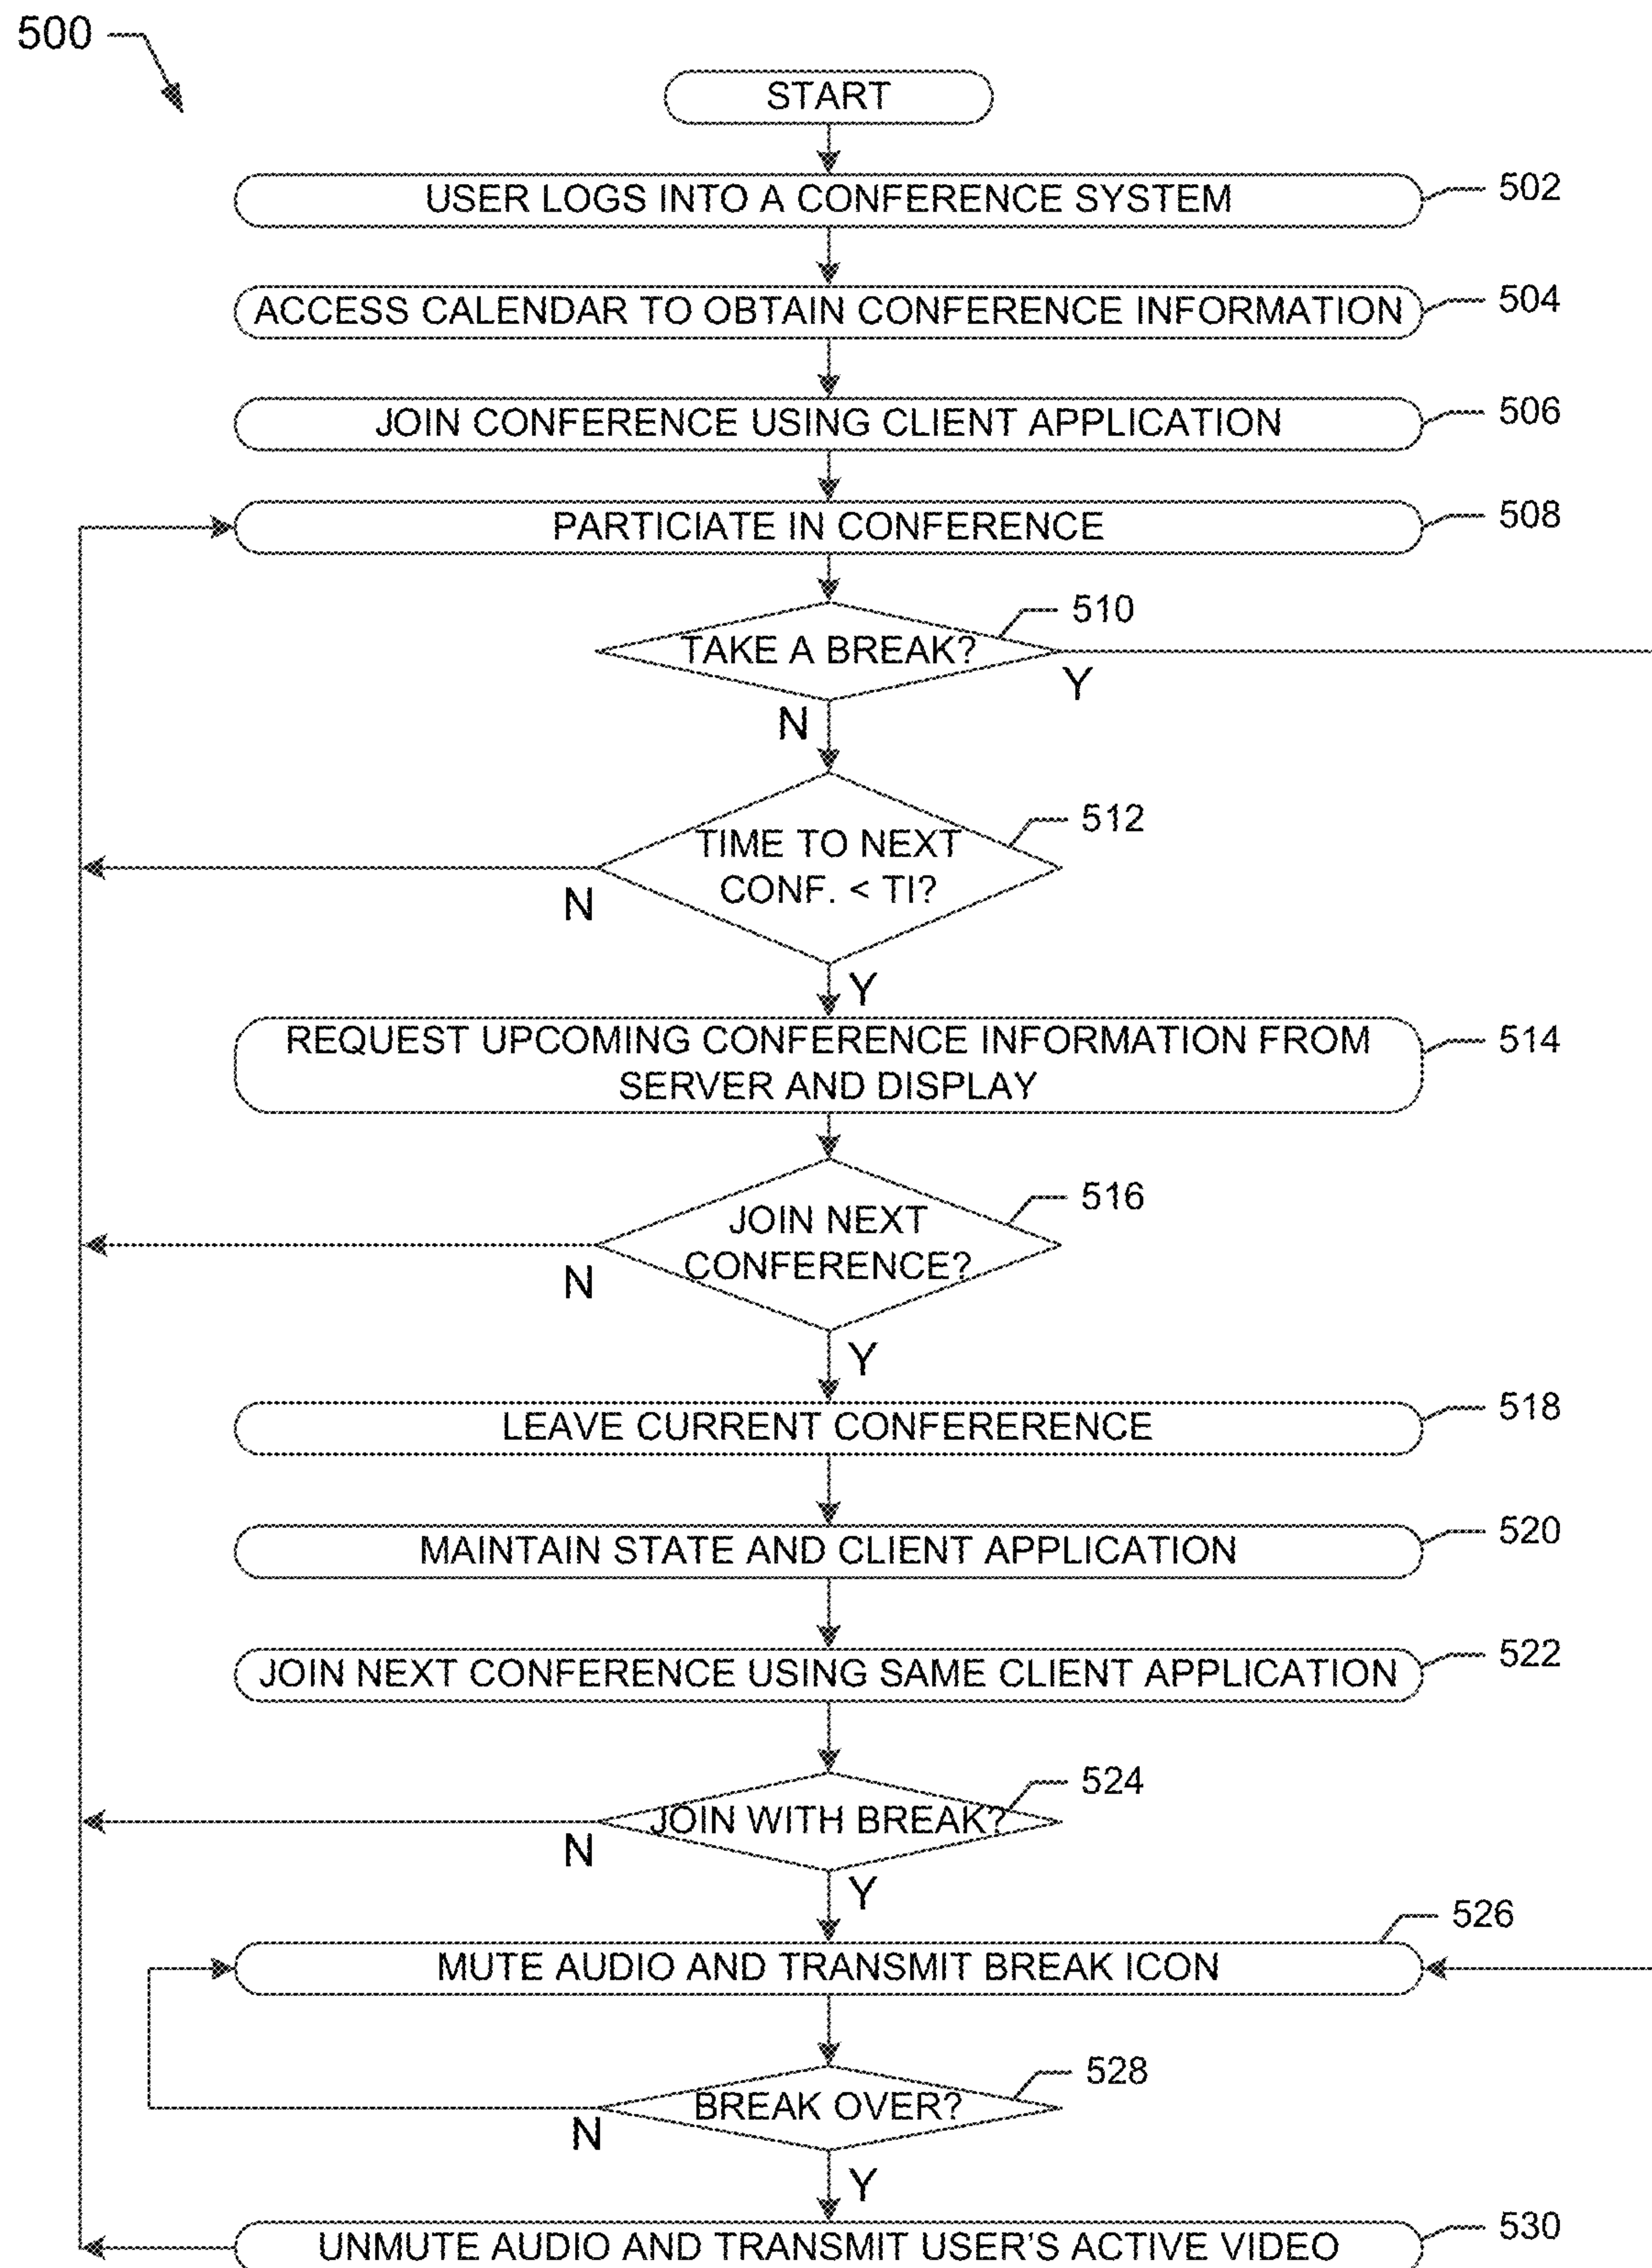 500
START
USER LOGS INTO A CONFERENCE SYSTEM
502
ACCESS CALENDAR TO OBTAIN CONFERENCE INFORMATION
504
JOIN CONFERENCE USING CLIENT APPLICATION
506
PARTICIATE IN CONFERENCE
508
510
TAKE A BREAK?
Y
N
512
TIME TO NEXT
CONF. < TI?
N
Y
REQUEST UPCOMING CONFERENCE INFORMATION FROM
SERVER AND DISPLAY
514
516
JOIN NEXT
CONFERENCE?
N
Y
LEAVE CURRENT CONFERERENCE
518
MAINTAIN STATE AND CLIENT APPLICATION
520
JOIN NEXT CONFERENCE USING SAME CLIENT APPLICATION
522
524
JOIN WITH BREAK?
N
Y
526
MUTE AUDIO AND TRANSMIT BREAK ICON
528
BREAK OVER?
N
Y
UNMUTE AUDIO AND TRANSMIT USER'S ACTIVE VIDEO
530